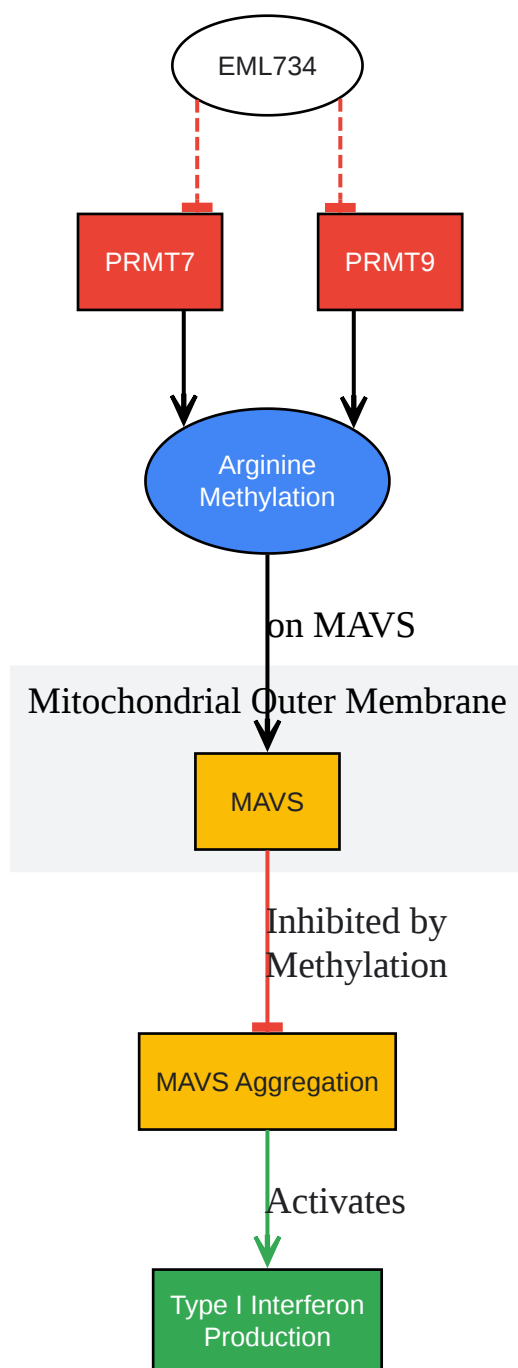 EML734
PRMT7
PRMT9
Arginine
Methylation
on MAVS
Mitochondrial Outer Membrane
MAVS
Inhibited by
Methylation
MAVS Aggregation
Activates
Type I Interferon
Production